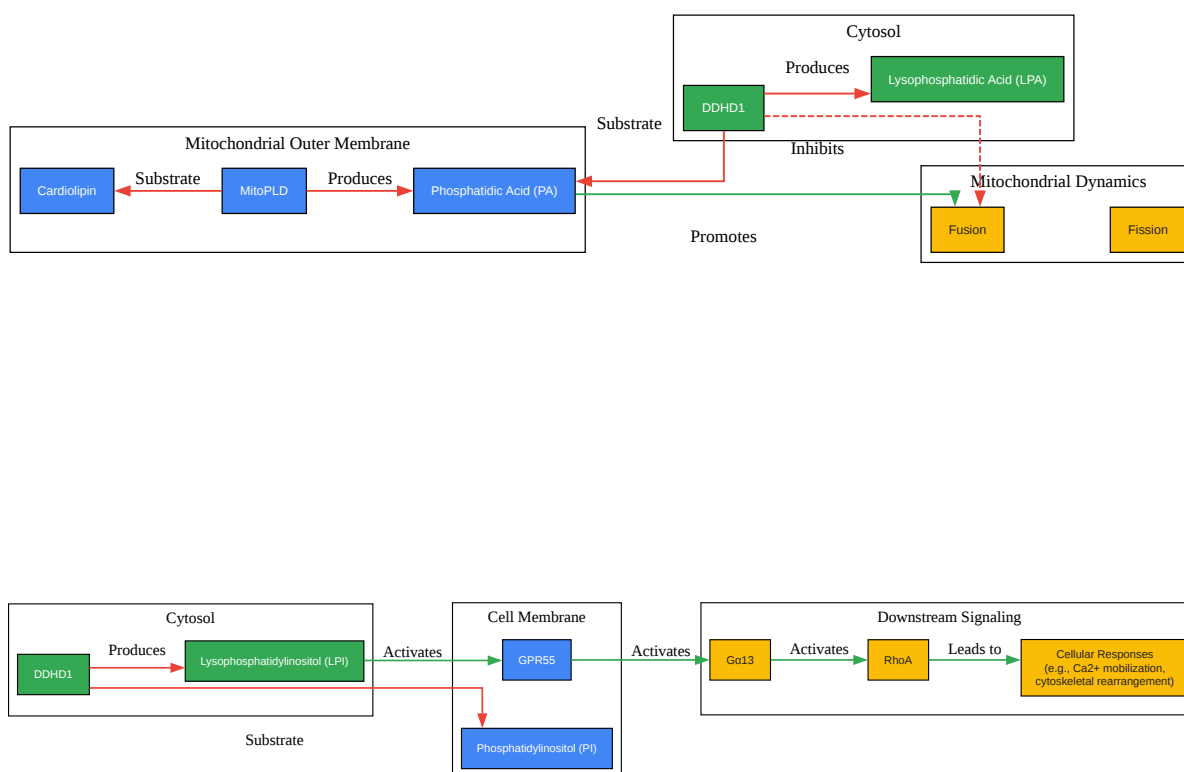 Cytosol
Produces
Lysophosphatidic Acid (LPA)
DDHD1
Substrate
Inhibits
Mitochondrial Outer Membrane
Cardiolipin
Substrate
MitoPLD
Produces
Phosphatidic Acid (PA)
Promotes
Mitochondrial Dynamics
Fusion
Fission
Cytosol
Produces
Lysophosphatidylinositol (LPI)
DDHD1
Substrate
Activates
Cell Membrane
GPR55
Phosphatidylinositol (PI)
Activates
Downstream Signaling
Gα13
Activates
RhoA
Leads to
Cellular Responses
(e.g., Ca2+ mobilization,
cytoskeletal rearrangement)